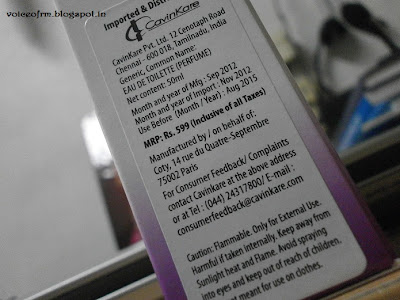 voiceofrm.blogspot.in
Imported & Dist
CavinKare
CavinKare Pvt. Ltd. 12 Cenotaph Road
Chennai - 600 018. Tamilnadu, India
Generic, Common Name:
EAU DE TOILETTE (PERFUME)
Net content: 50ml
Month and year of Mfg : Sep 2012
Month and year of Import : Nov 2012
Use Before (Month / Year) : Aug 2015
MRP: Rs. 599 (Inclusive of all Taxes)
Manufactured by / on behalf of:
Coty, 14 rue du Quatre-Septembre
75002 Paris
For Consumer Feedback/ Complaints
contact Cavinkare at the above address
or at Tel : (044) 24317800/ E-mail :
consumerfeedback@cavinkare.com
Caution: Flammable. Only for External Use.
Harmful if taken Internally. Keep away from
Sunlight heat and Flame. Avoid spraying
into eyes and keep out of reach of children.
meant for use on clothes.